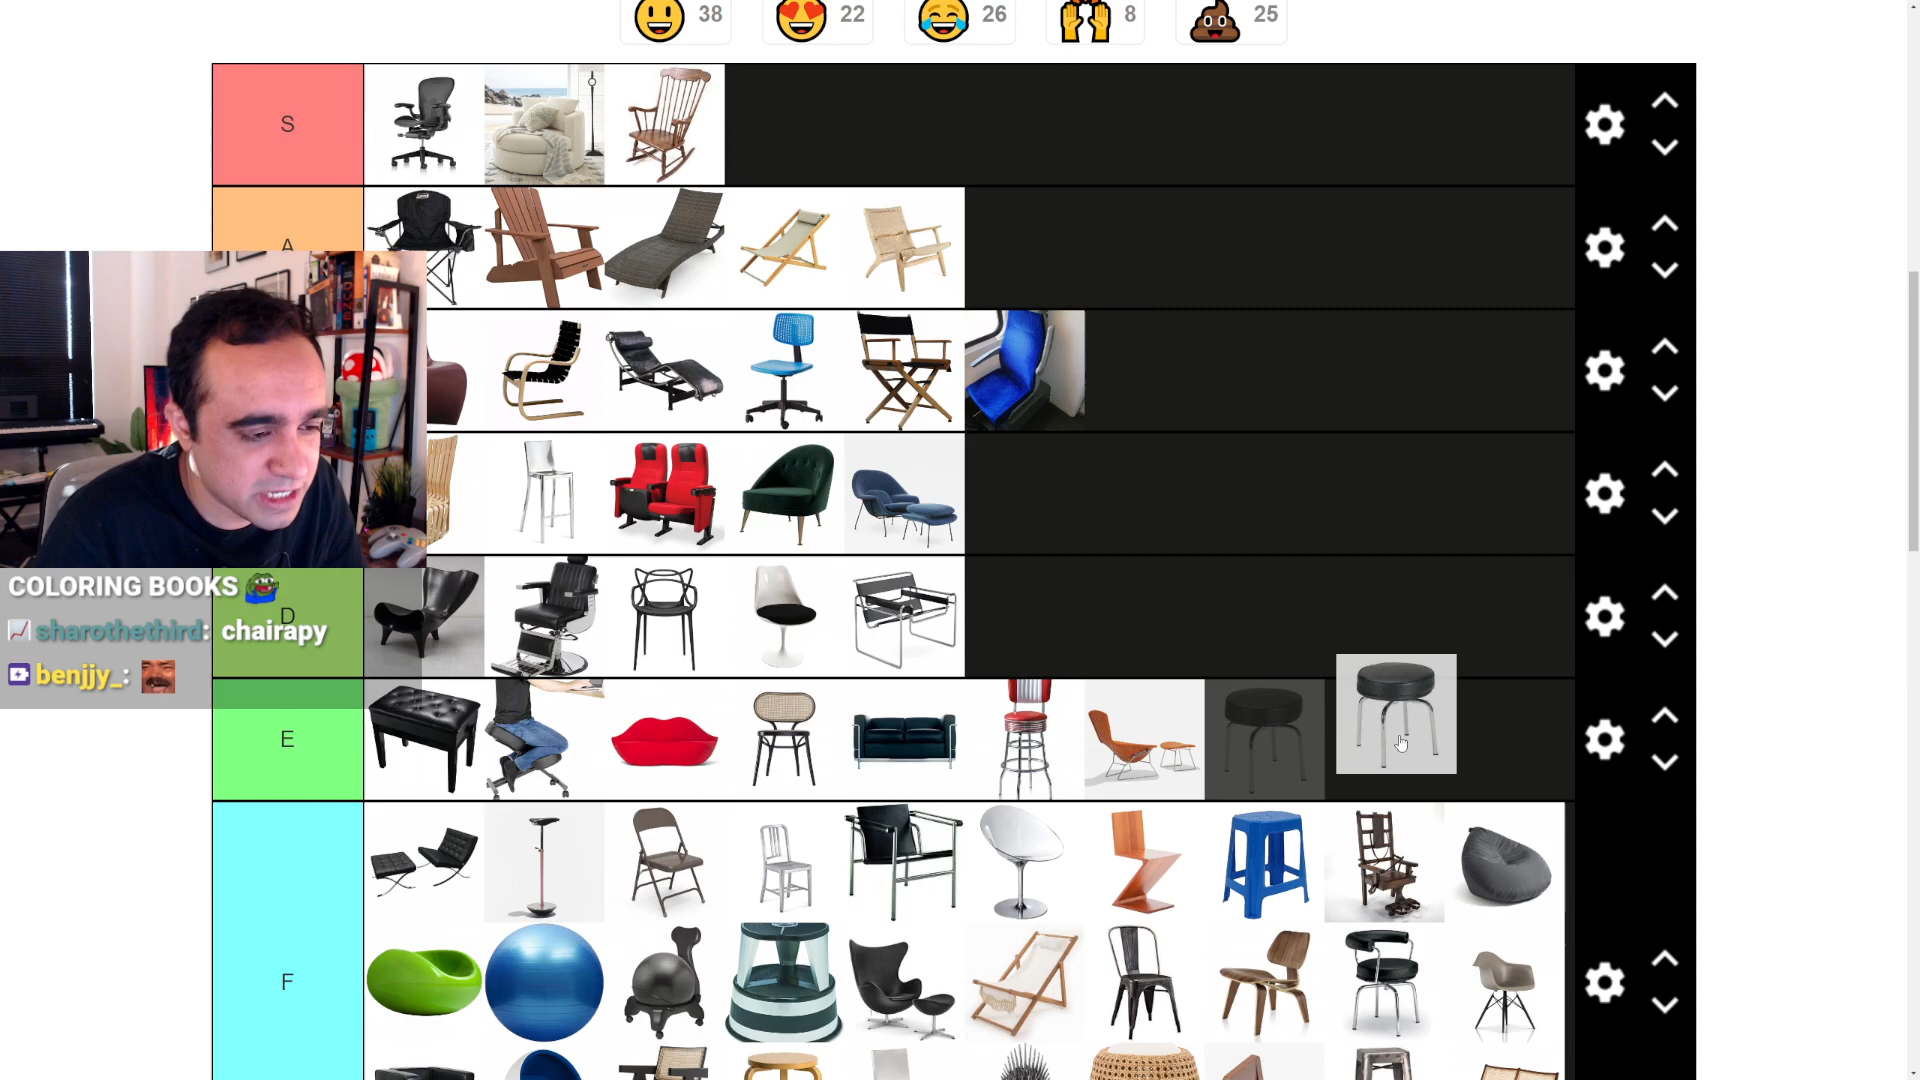 38
22
26
8
25
S
A
COLORING BOOKS
D
sharothethird: chairapy
benjjy_:
E
F